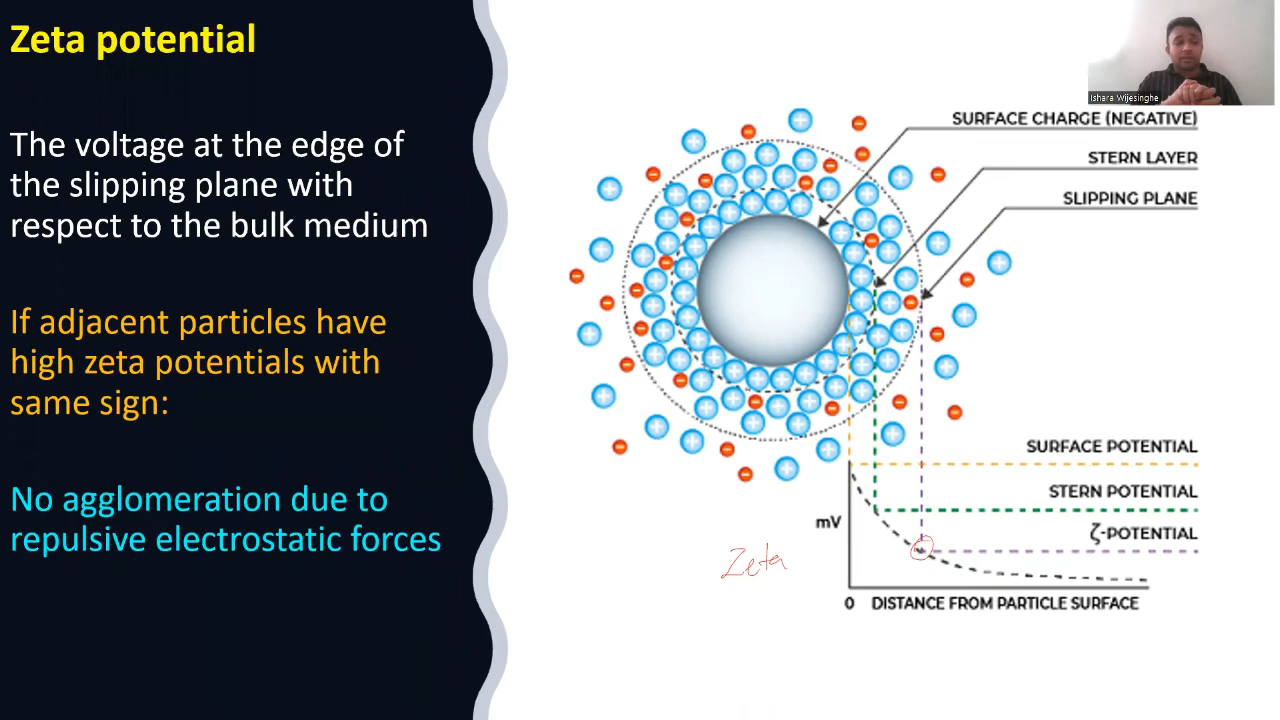 Zeta potential
The voltage at the edge of
the slipping plane with
respect to the bulk medium
If adjacent particles have
high zeta potentials with
same sign:
No agglomeration due to
repulsive electrostatic forces
Ishara Wijesinghe
SURFACE CHARGE (NEGATIVE)
STERN LAYER
SLIPPING PLANE
SURFACE POTENTIAL
STERN POTENTIAL
ζ-POTENTIAL
mV
Zeta
0 DISTANCE FROM PARTICLE SURFACE